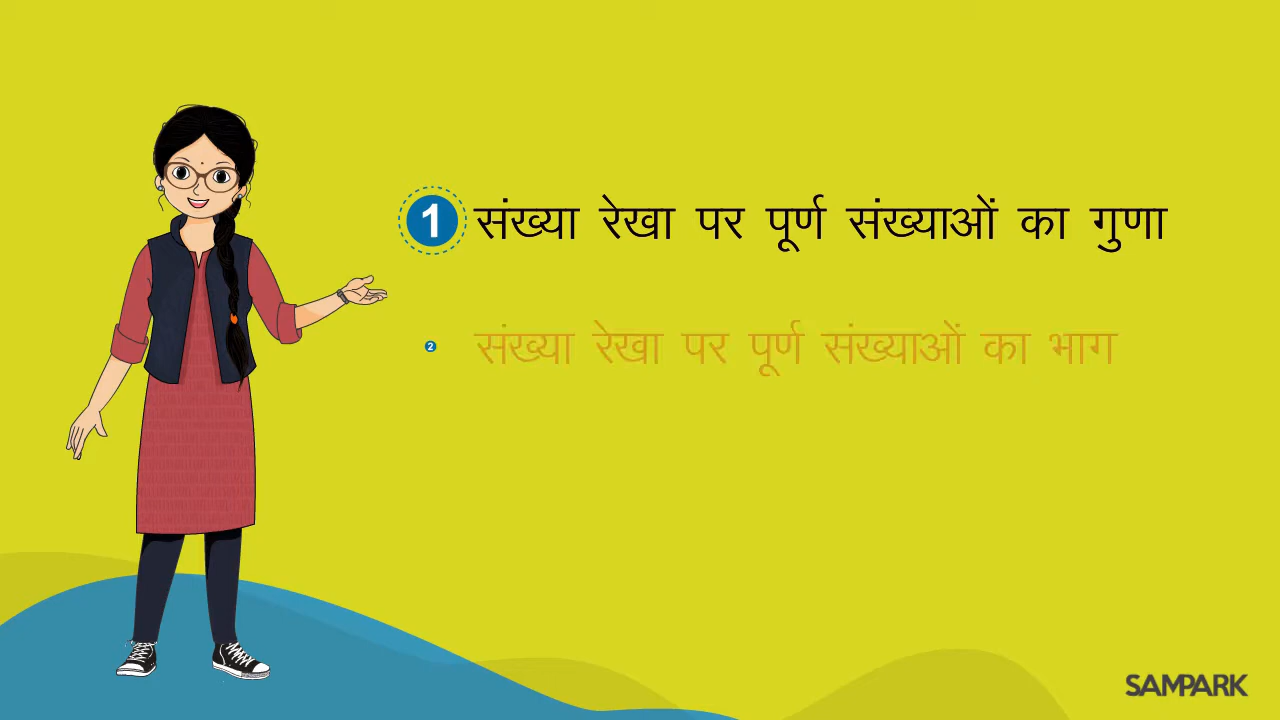 1 संख्या रेखा पर पूर्ण संख्याओं का गुणा
2 संख्या रेखा पर पूर्ण संख्याओं का भाग
SAMPARK